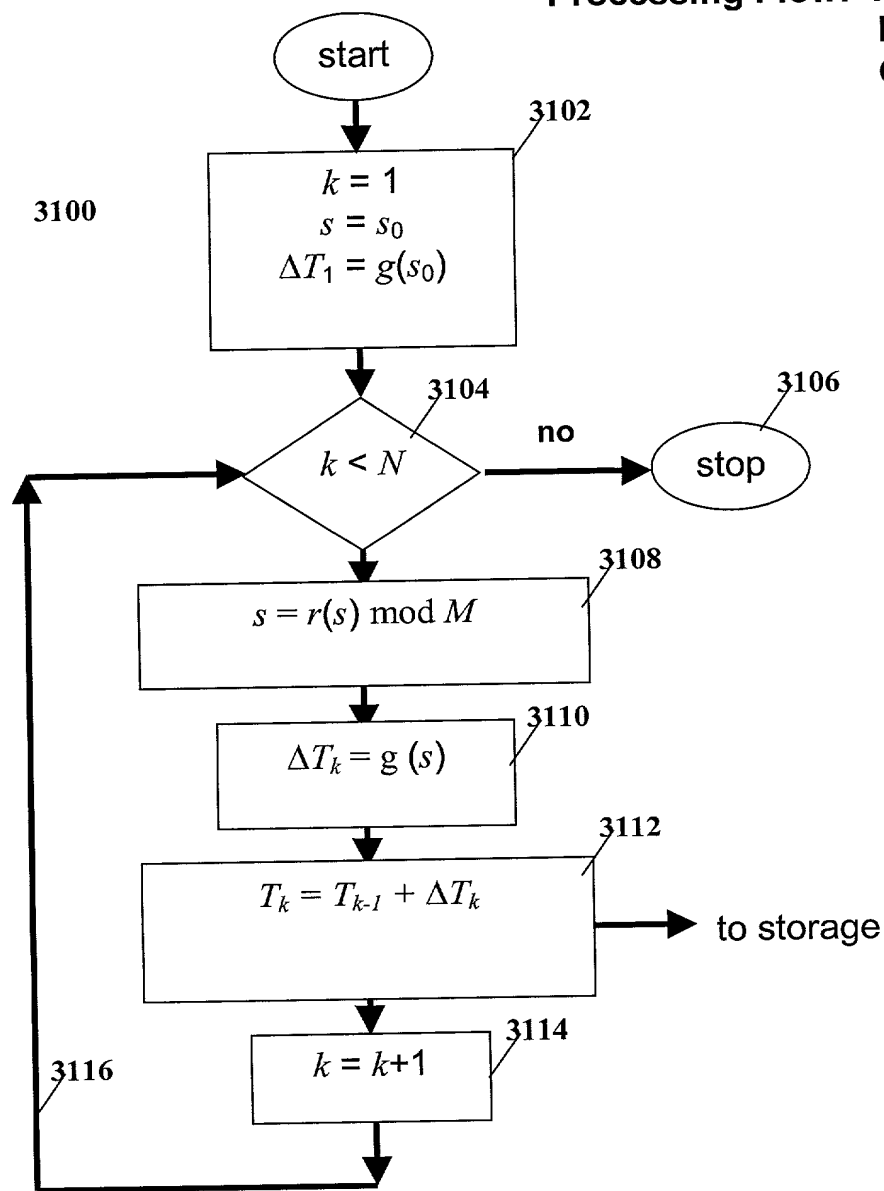 start
3102
k = 1
s = s₀
ΔT₁ = g(s₀)
3100
3104
k < N
no
3106
stop
3108
s = r(s) mod M
3110
ΔTₖ = g (s)
3112
Tₖ = Tₖ₋₁ + ΔTₖ
to storage
3114
k = k+1
3116